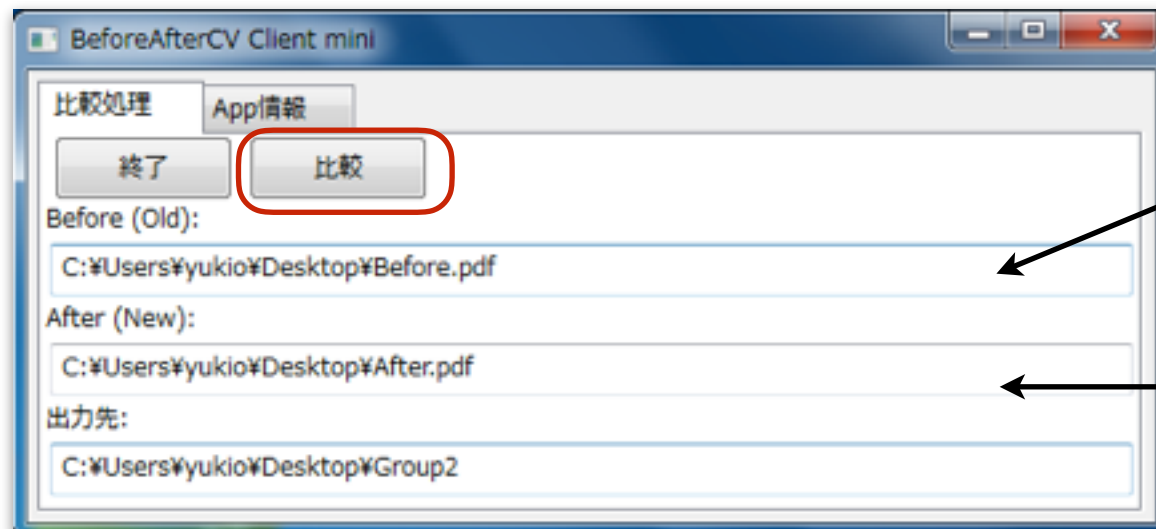 BeforeAfterCV Client mini
比較処理 App情報
終了 比較
Before (Old):
C:¥Users¥yukio¥Desktop¥Before.pdf
After (New):
C:¥Users¥yukio¥Desktop¥After.pdf
出力先:
C:¥Users¥yukio¥Desktop¥Group2